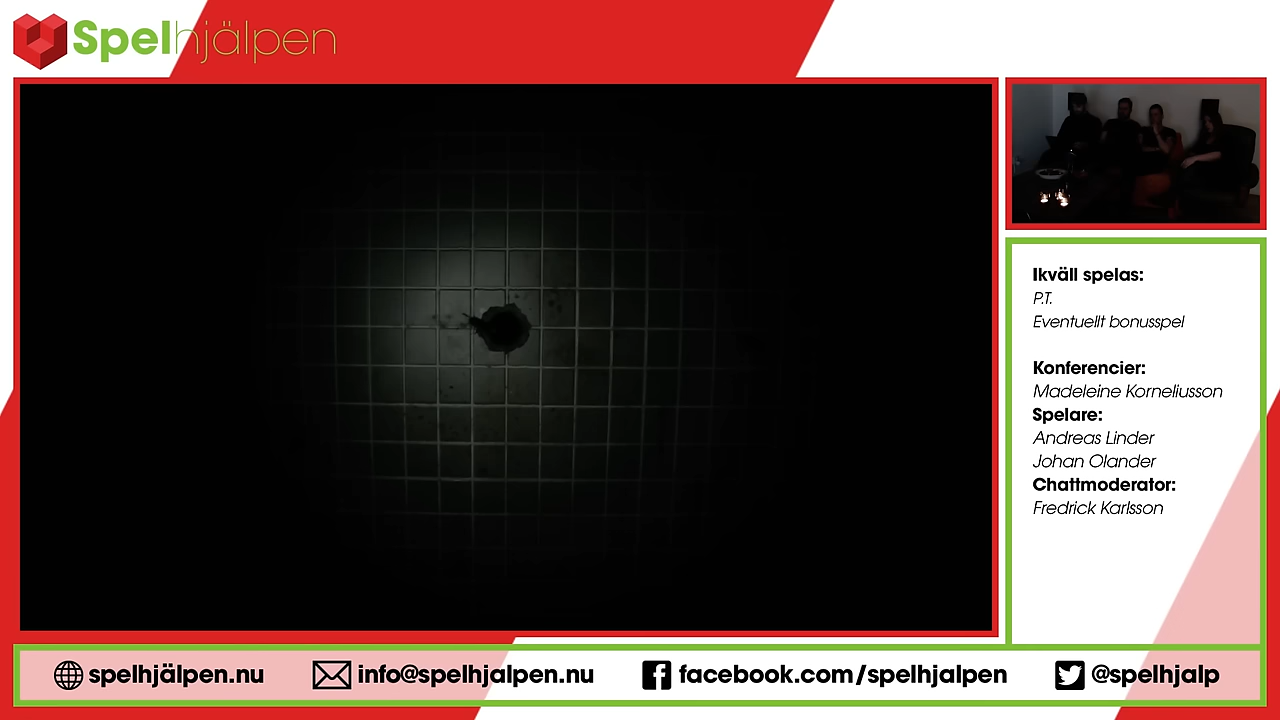 Spelhjälpen
Ikväll spelas:
P.T.
Eventuellt bonusspel
Konferencier:
Madeleine Korneliusson
Spelare:
Andreas Linder
Johan Olander
Chattmoderator:
Fredrick Karlsson
spelhjälpen.nu
info@spelhjalpen.nu
facebook.com/spelhjalpen
@spelhjalp